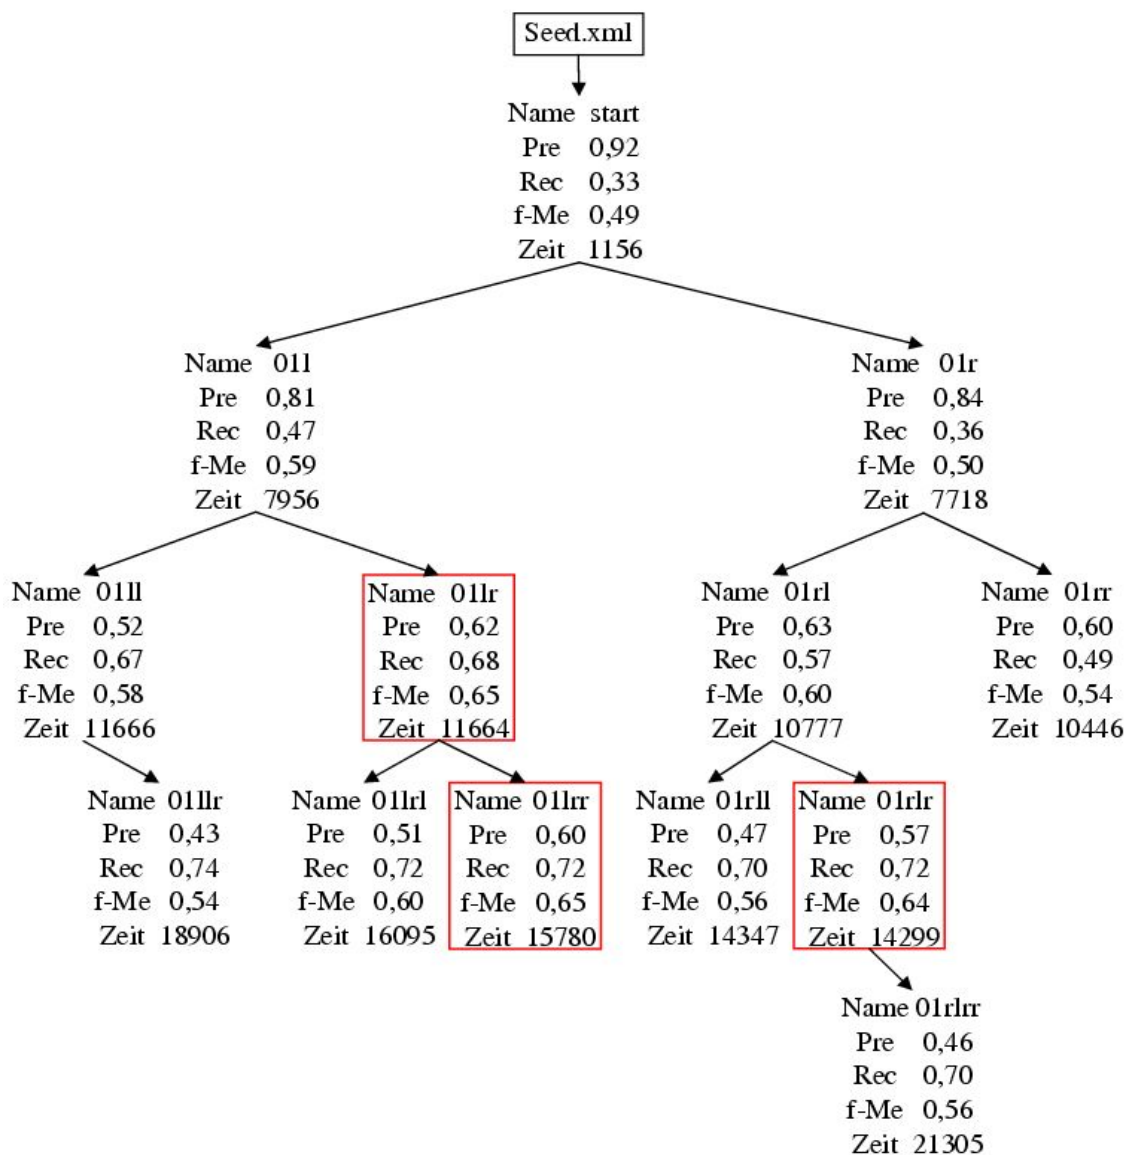 Seed.xml
Name start
Pre 0,92
Rec 0,33
f-Me 0,49
Zeit 1156
Name 01l
Pre 0,81
Rec 0,47
f-Me 0,59
Zeit 7956
Name 01r
Pre 0,84
Rec 0,36
f-Me 0,50
Zeit 7718
Name 01ll
Pre 0,52
Rec 0,67
f-Me 0,58
Zeit 11666
Name 01lr
Pre 0,62
Rec 0,68
f-Me 0,65
Zeit 11664
Name 01rl
Pre 0,63
Rec 0,57
f-Me 0,60
Zeit 10777
Name 01rr
Pre 0,60
Rec 0,49
f-Me 0,54
Zeit 10446
Name 01llr
Pre 0,43
Rec 0,74
f-Me 0,54
Zeit 18906
Name 01lrl
Pre 0,51
Rec 0,72
f-Me 0,60
Zeit 16095
Name 01lrr
Pre 0,60
Rec 0,72
f-Me 0,65
Zeit 15780
Name 01rll
Pre 0,47
Rec 0,70
f-Me 0,56
Zeit 14347
Name 01rlr
Pre 0,57
Rec 0,72
f-Me 0,64
Zeit 14299
Name 01rlrr
Pre 0,46
Rec 0,70
f-Me 0,56
Zeit 21305